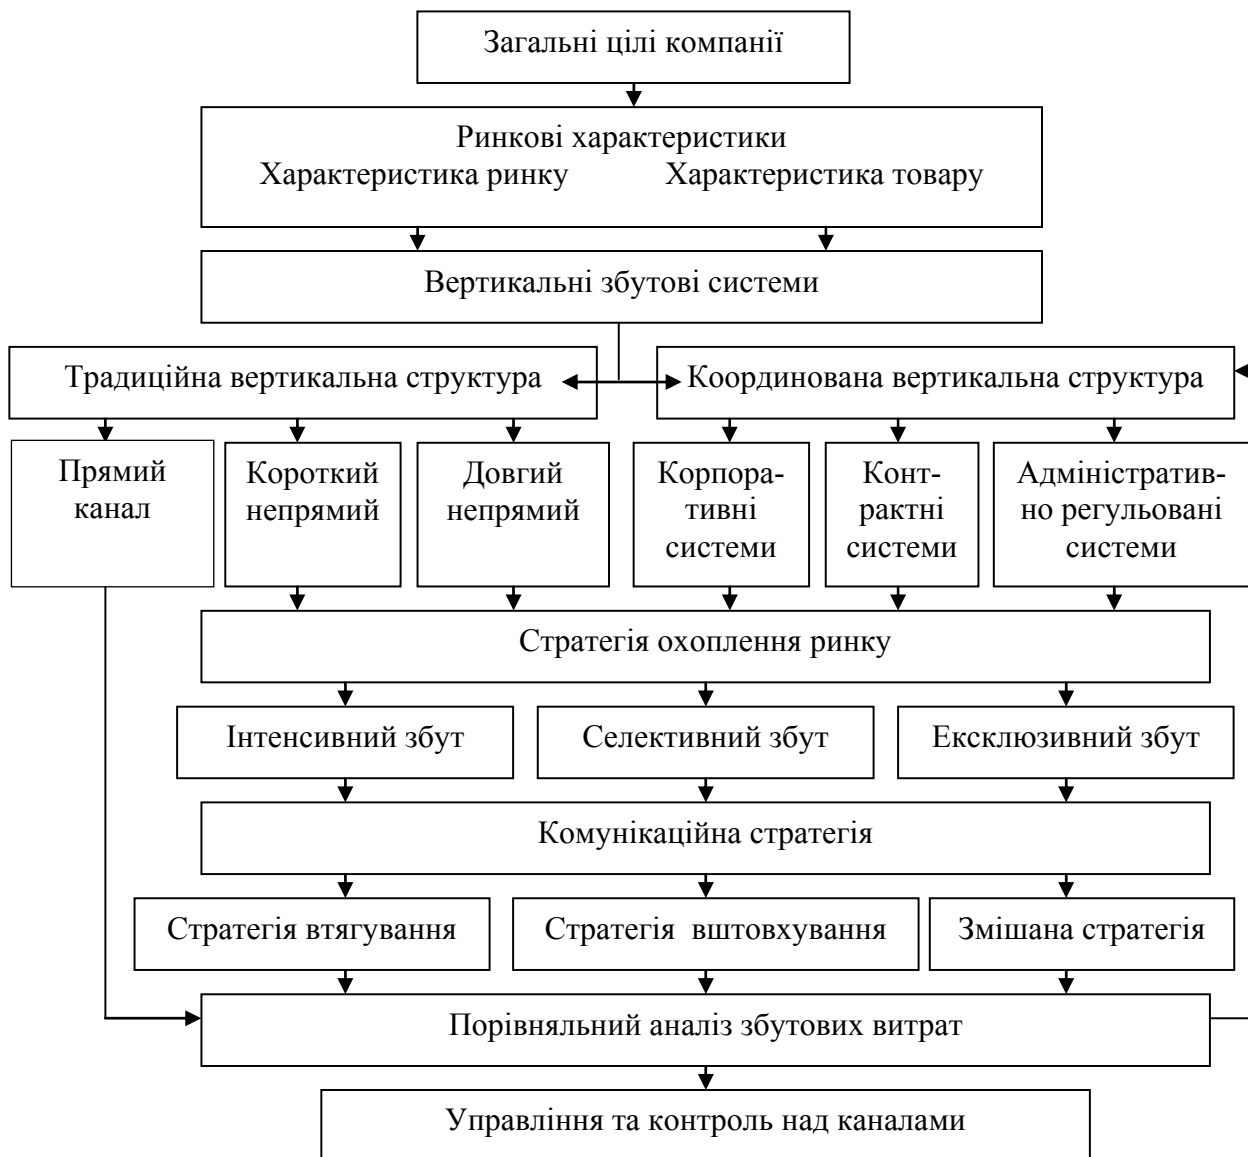 Загальні цілі компанії
Ринкові характеристики
Характеристика ринку Характеристика товару
Вертикальні збутові системи
Традиційна вертикальна структура
Координована вертикальна структура
Прямий
канал
Короткий
непрямий
Довгий
непрямий
Корпора-
тивні
системи
Конт-
рактні
системи
Адміністратив-
но регульовані
системи
Стратегія охоплення ринку
Інтенсивний збут
Селективний збут
Ексклюзивний збут
Комунікаційна стратегія
Стратегія втягування
Стратегія вштовхування
Змішана стратегія
Порівняльний аналіз збутових витрат
Управління та контроль над каналами